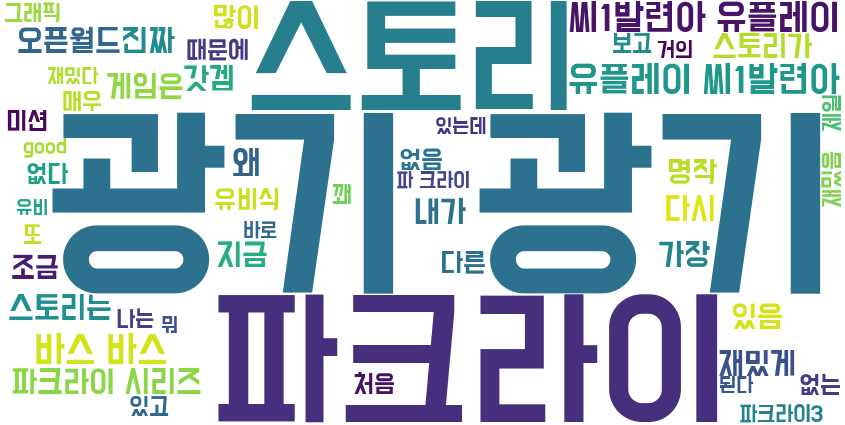 그래픽
많이
스토리
씨1발련아 유플레이
오픈월드진짜
때문에
보고
거의
스토리가
재밌다
게임은
갓겜
유플레이 씨1발련아
매우
미션
광기 광기
있는데
제일
good
왜
없음
명작
재밌음
없다
파 크라이
유비
유비식
꽤
내가
다시
또
바로
조금
지금
다른
가장
스토리는
나는
뭐
파크라이
있음
바스 바스
재밌게
파크라이 시리즈
처음
된다
없는
있고
파크라이3